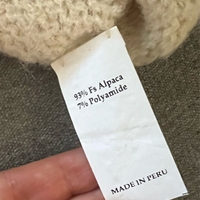 93% Fs Alpaca
7% Polyamide
MADE IN PERU